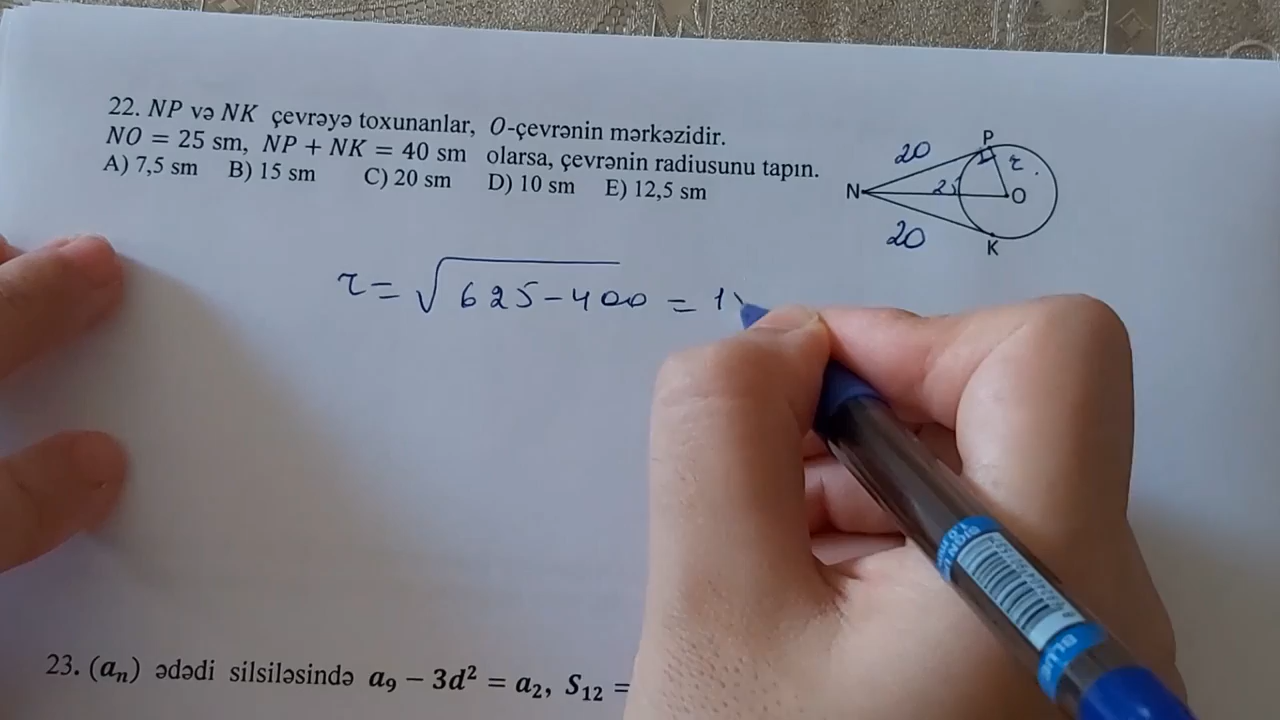 22. NP və NK çevrəyə toxunanlar, O-çevrənin mərkəzidir.
NO = 25 sm, NP + NK = 40 sm olarsa, çevrənin radiusunu tapın.
A) 7,5 sm B) 15 sm C) 20 sm D) 10 sm E) 12,5 sm
P
20
r
N
25
O
20
K
r = √625-400 = 1
23. (aₙ) ədədi silsiləsində a₉ − 3d² = a₂, S₁₂ =